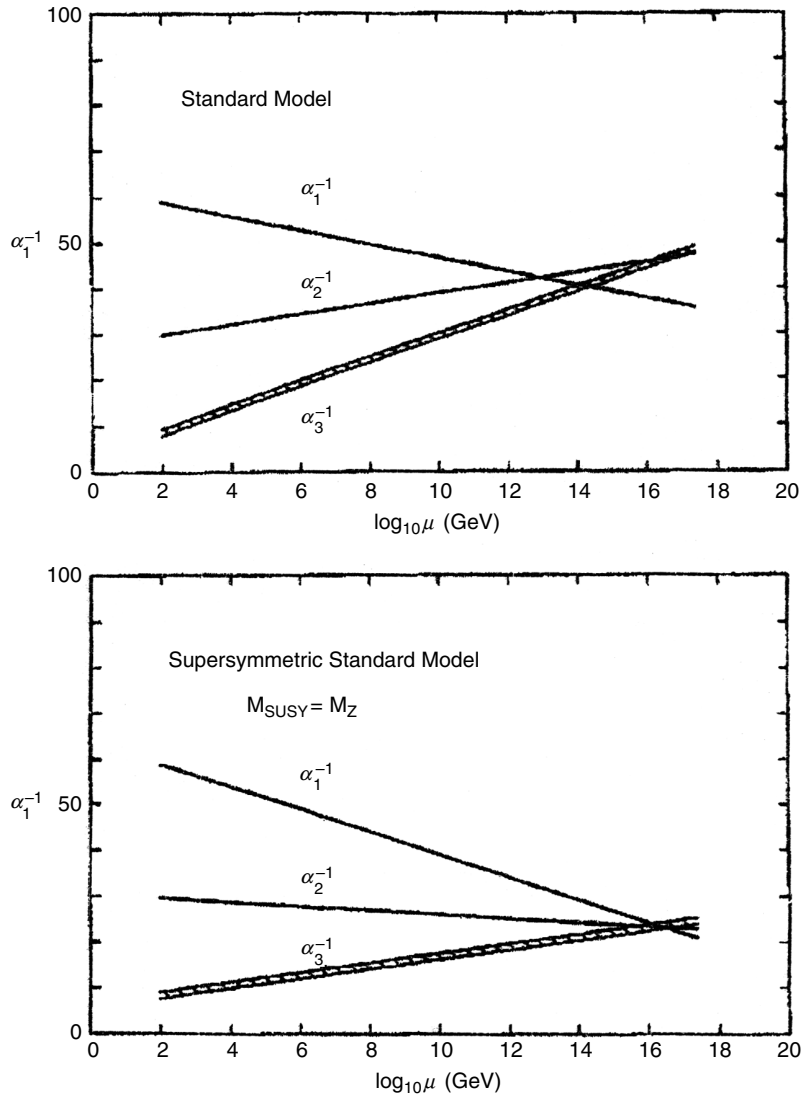 100
Standard Model
α₁⁻¹
α₁⁻¹ 50
α₂⁻¹
α₃⁻¹
0
0 2 4 6 8 10 12 14 16 18 20
log₁₀μ (GeV)
100
Supersymmetric Standard Model
M_SUSY = M_Z
α₁⁻¹
α₁⁻¹ 50
α₂⁻¹
α₃⁻¹
0
0 2 4 6 8 10 12 14 16 18 20
log₁₀μ (GeV)